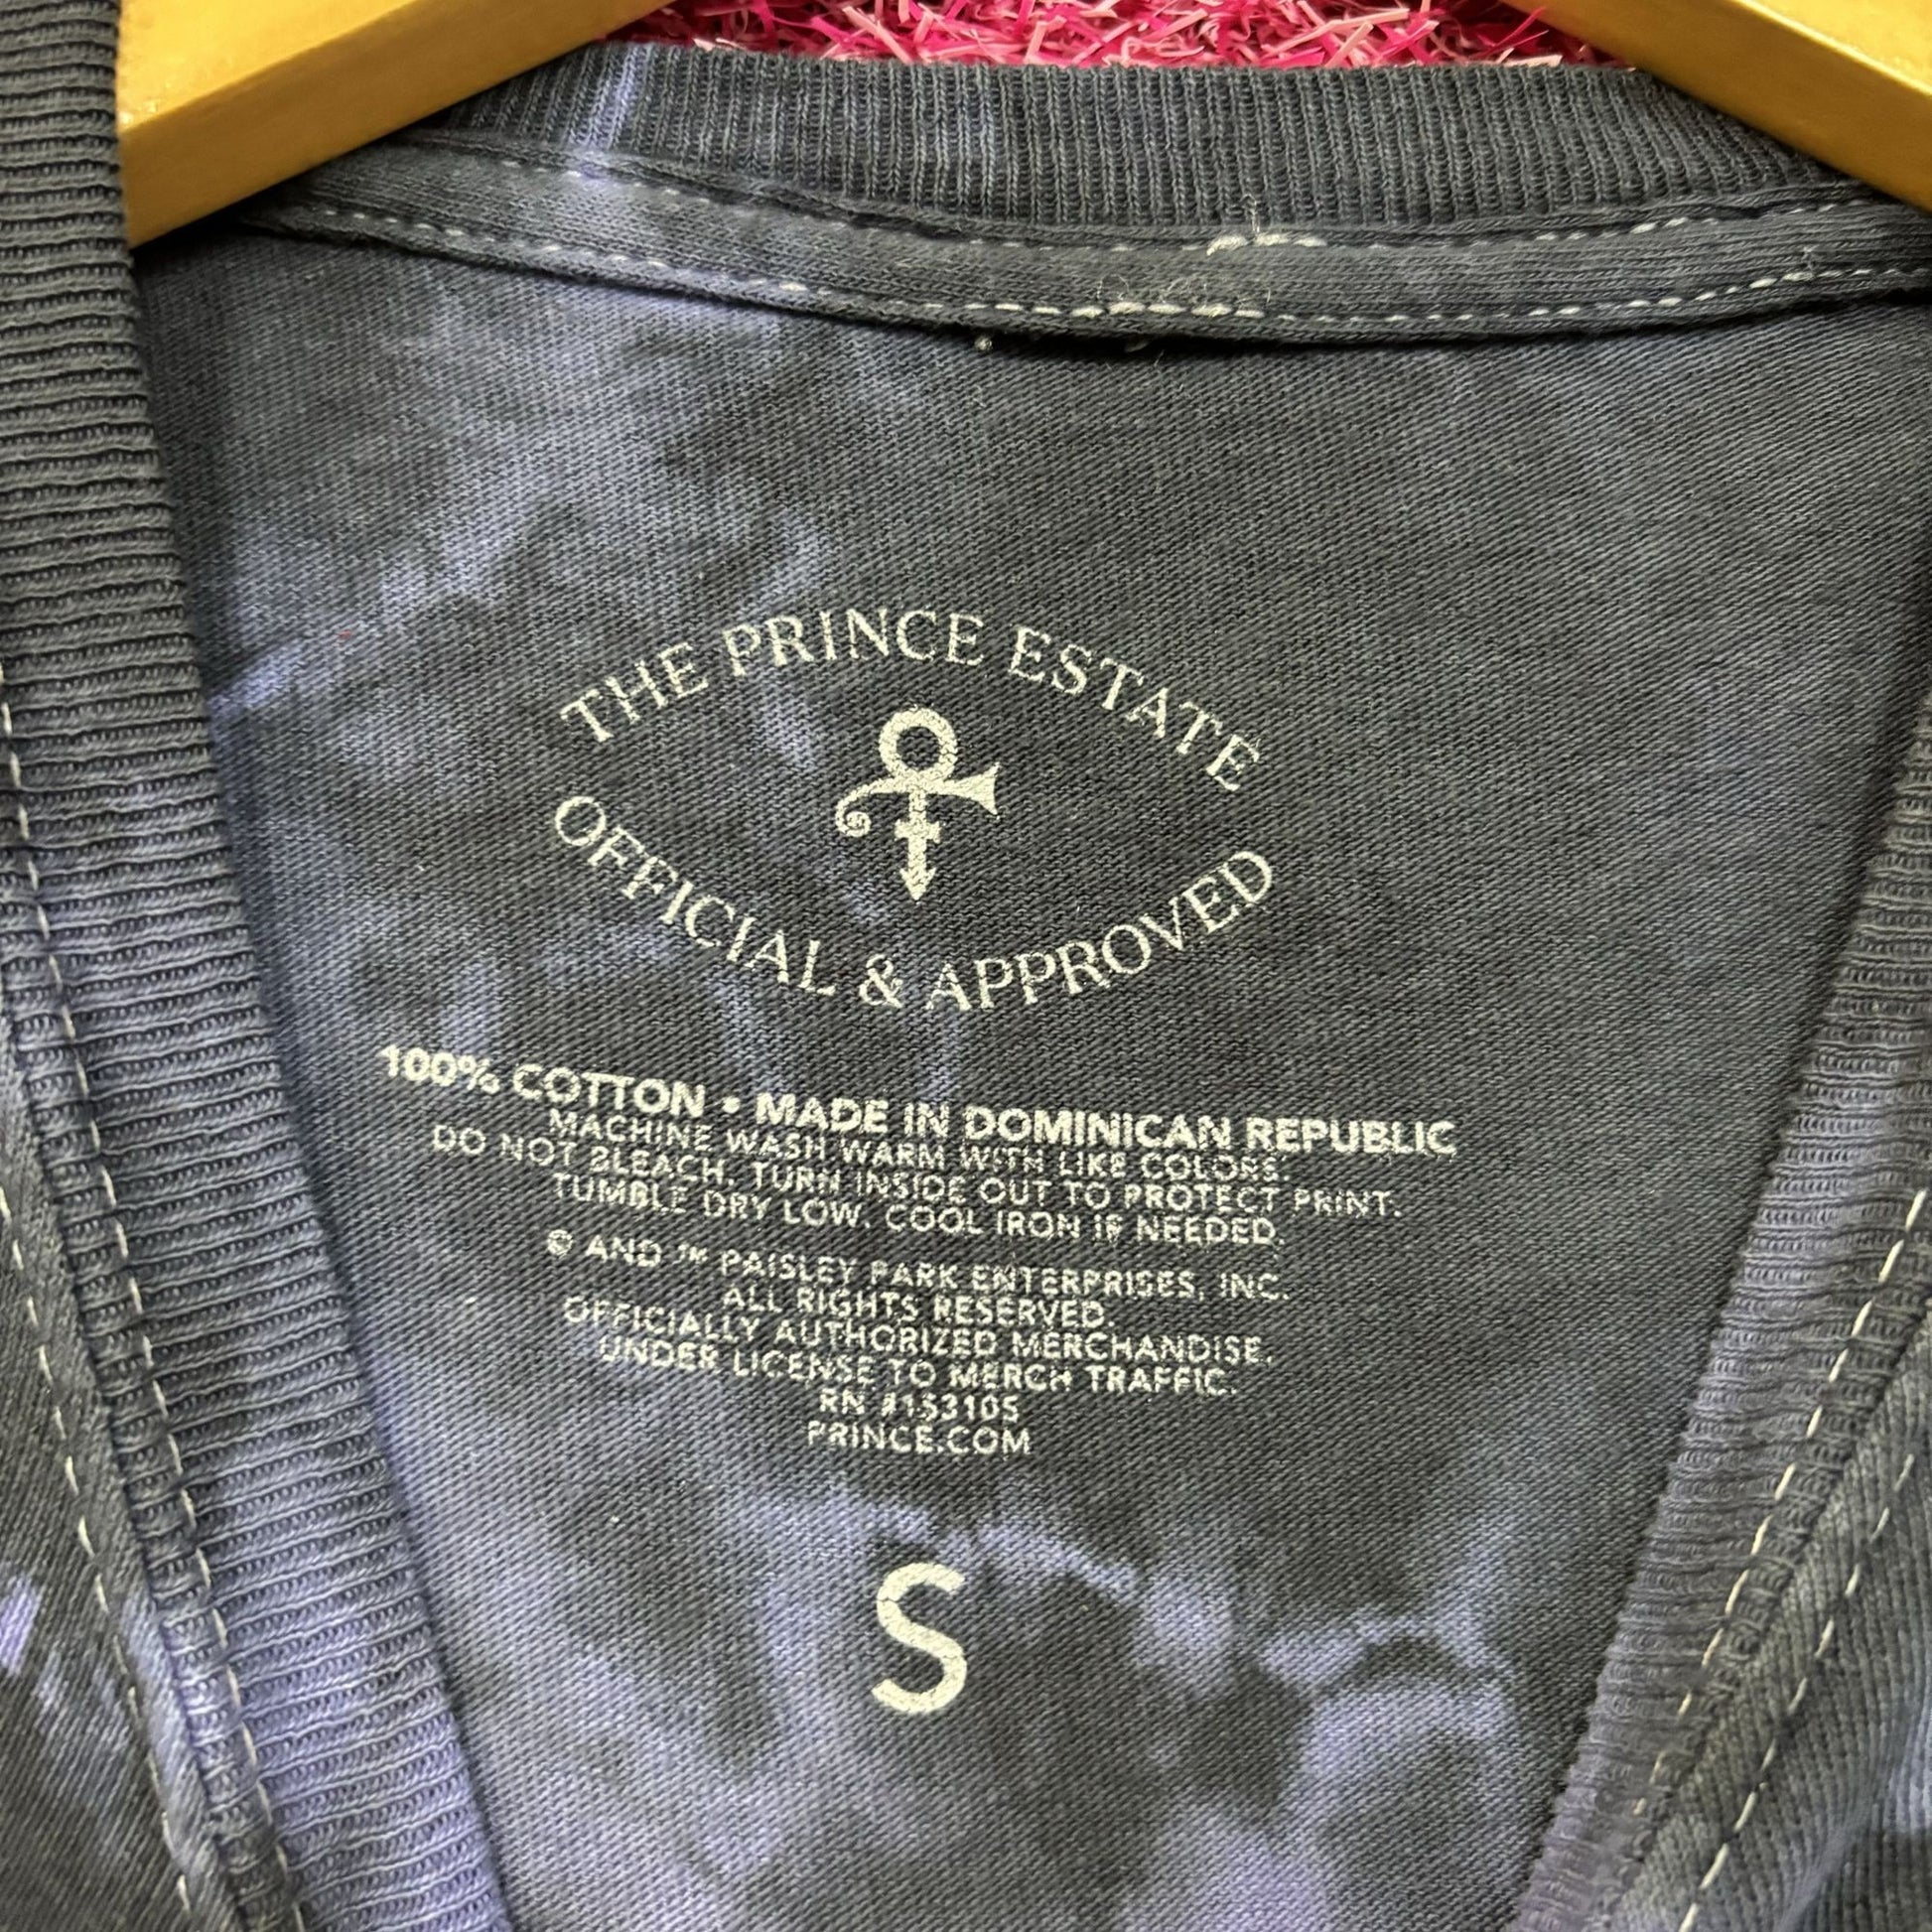 THE PRINCE ESTATE
OFFICIAL & APPROVED
100% COTTON • MADE IN DOMINICAN REPUBLIC
MACHINE WASH WARM WITH LIKE COLORS.
DO NOT BLEACH. TURN INSIDE OUT TO PROTECT PRINT.
TUMBLE DRY LOW. COOL IRON IF NEEDED.
© AND ™ PAISLEY PARK ENTERPRISES, INC.
ALL RIGHTS RESERVED.
OFFICIALLY AUTHORIZED MERCHANDISE.
UNDER LICENSE TO MERCH TRAFFIC.
RN #153105
PRINCE.COM
S